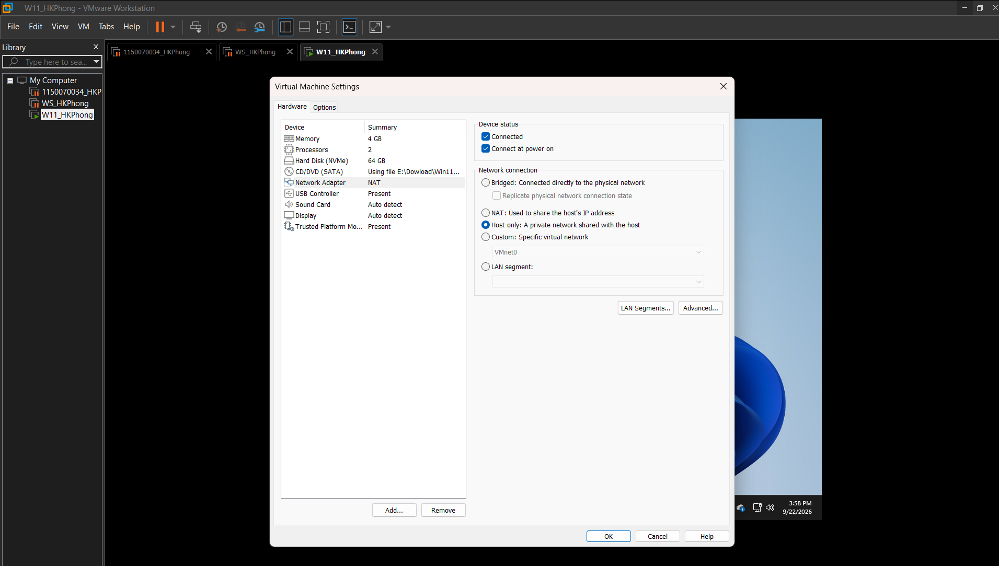 W11_HKPhong - VMware Workstation
File Edit View VM Tabs Help
Library
Type here to sea...
My Computer
1150070034_HKP
WS_HKPhong
W11_HKPhong
1150070034_HKPhong
WS_HKPhong
W11_HKPhong
Virtual Machine Settings
Hardware
Options
Device Summary
Memory 4 GB
Processors 2
Hard Disk (NVMe) 64 GB
CD/DVD (SATA) Using file E:\Dowload\Win11...
Network Adapter NAT
USB Controller Present
Sound Card Auto detect
Display Auto detect
Trusted Platform Mo... Present
Add...
Remove
Device status
Connected
Connect at power on
Network connection
Bridged: Connected directly to the physical network
Replicate physical network connection state
NAT: Used to share the host's IP address
Host-only: A private network shared with the host
Custom: Specific virtual network
VMnet0
LAN segment:
LAN Segments...
Advanced...
OK
Cancel
Help
3:58 PM
9/22/2026